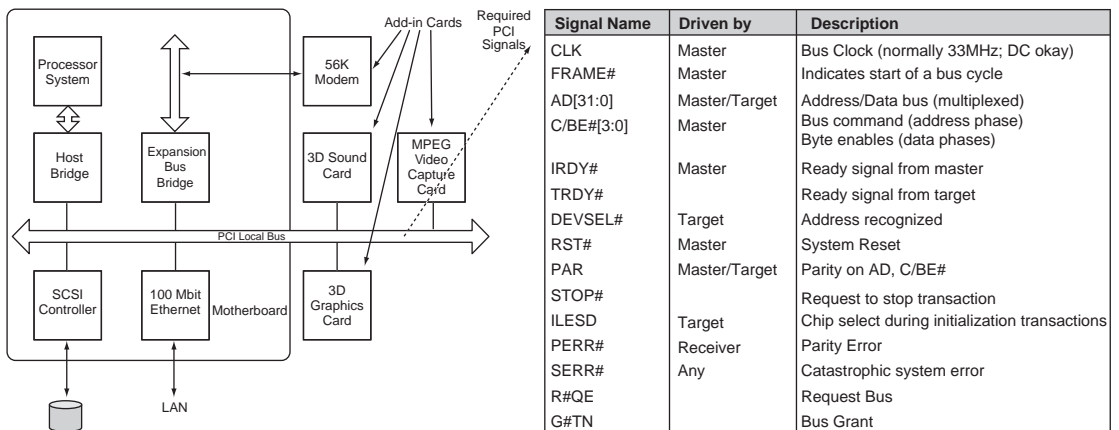 Add-in Cards
Required
PCI
Signals
Processor
System
56K
Modem
Host
Bridge
Expansion
Bus
Bridge
3D Sound
Card
MPEG
Video
Capture
Card
PCI Local Bus
SCSI
Controller
100 Mbit
Ethernet
Motherboard
3D
Graphics
Card
LAN
Signal Name Driven by Description
CLK Master Bus Clock (normally 33MHz; DC okay)
FRAME# Master Indicates start of a bus cycle
AD[31:0] Master/Target Address/Data bus (multiplexed)
C/BE#[3:0] Master Bus command (address phase)
Byte enables (data phases)
IRDY# Master Ready signal from master
TRDY# Ready signal from target
DEVSEL# Target Address recognized
RST# Master System Reset
PAR Master/Target Parity on AD, C/BE#
STOP# Request to stop transaction
ILESD Target Chip select during initialization transactions
PERR# Receiver Parity Error
SERR# Any Catastrophic system error
R#QE Request Bus
G#TN Bus Grant